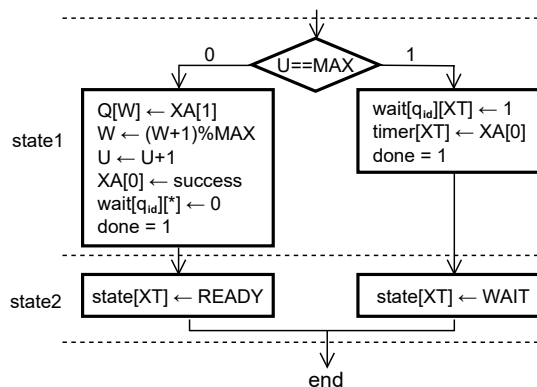 0
1
U==MAX
state1
Q[W] ← XA[1]
W ← (W+1)%MAX
U ← U+1
XA[0] ← success
wait[qid][*] ← 0
done = 1
wait[qid][XT] ← 1
timer[XT] ← XA[0]
done = 1
state2
state[XT] ← READY
state[XT] ← WAIT
end